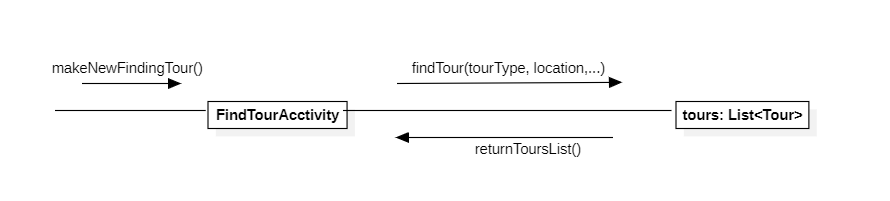 makeNewFindingTour()
findTour(tourType, location,...)
FindTourAcctivity
tours: List<Tour>
returnToursList()